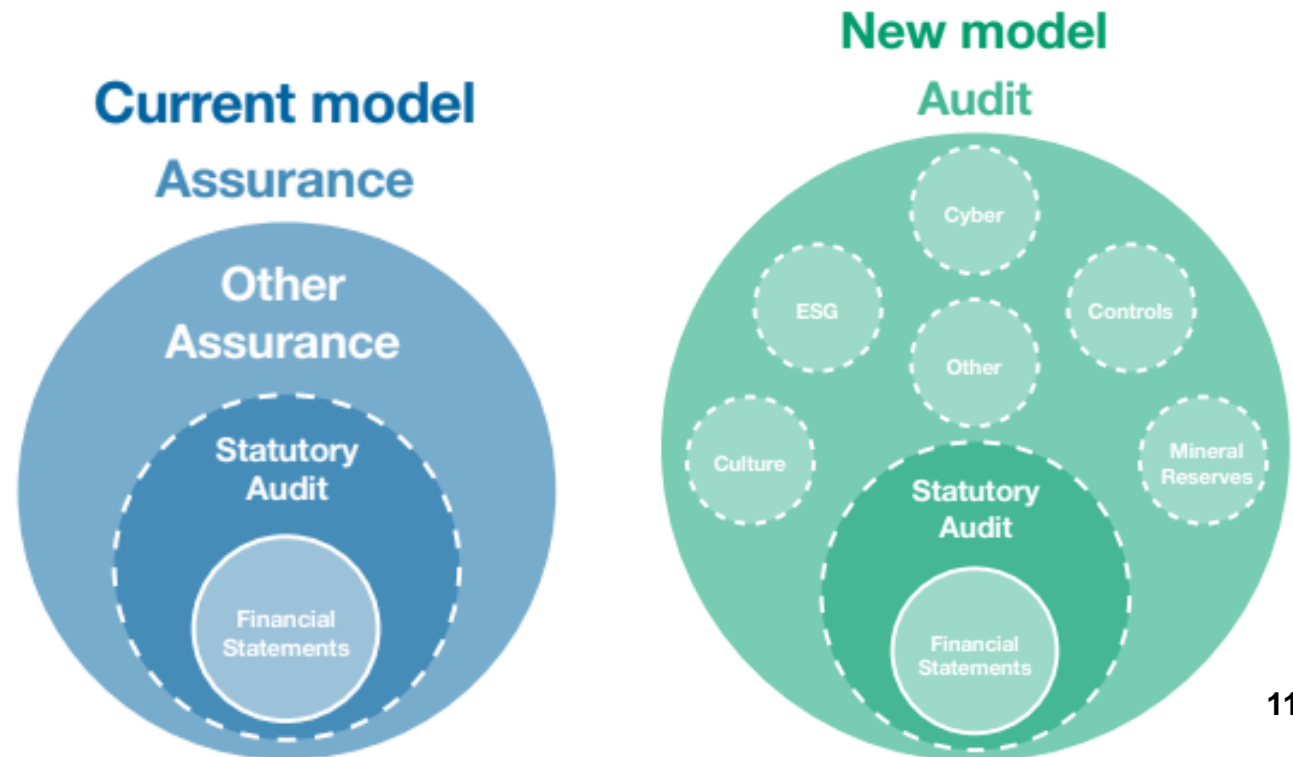 Current model
Assurance
Other
Assurance
Statutory
Audit
Financial
Statements
New model
Audit
Cyber
ESG
Controls
Other
Culture
Mineral
Reserves
Statutory
Audit
Financial
Statements
11